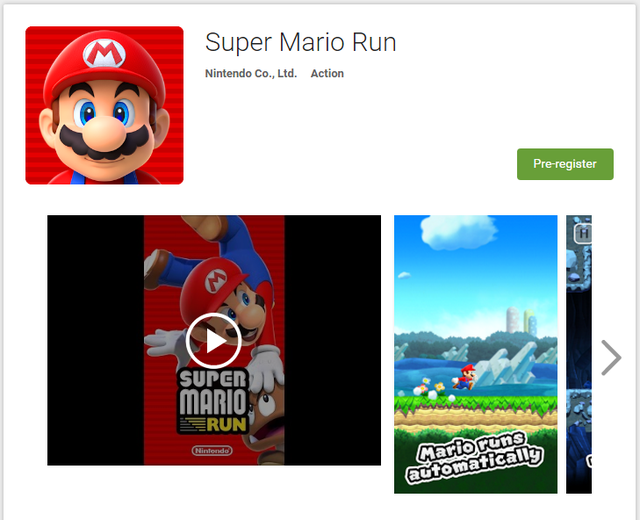 Super Mario Run
Nintendo Co., Ltd. Action
Pre-register
M
M
SUPER
MARIO
RUN
Nintendo
Mario runs
automatically